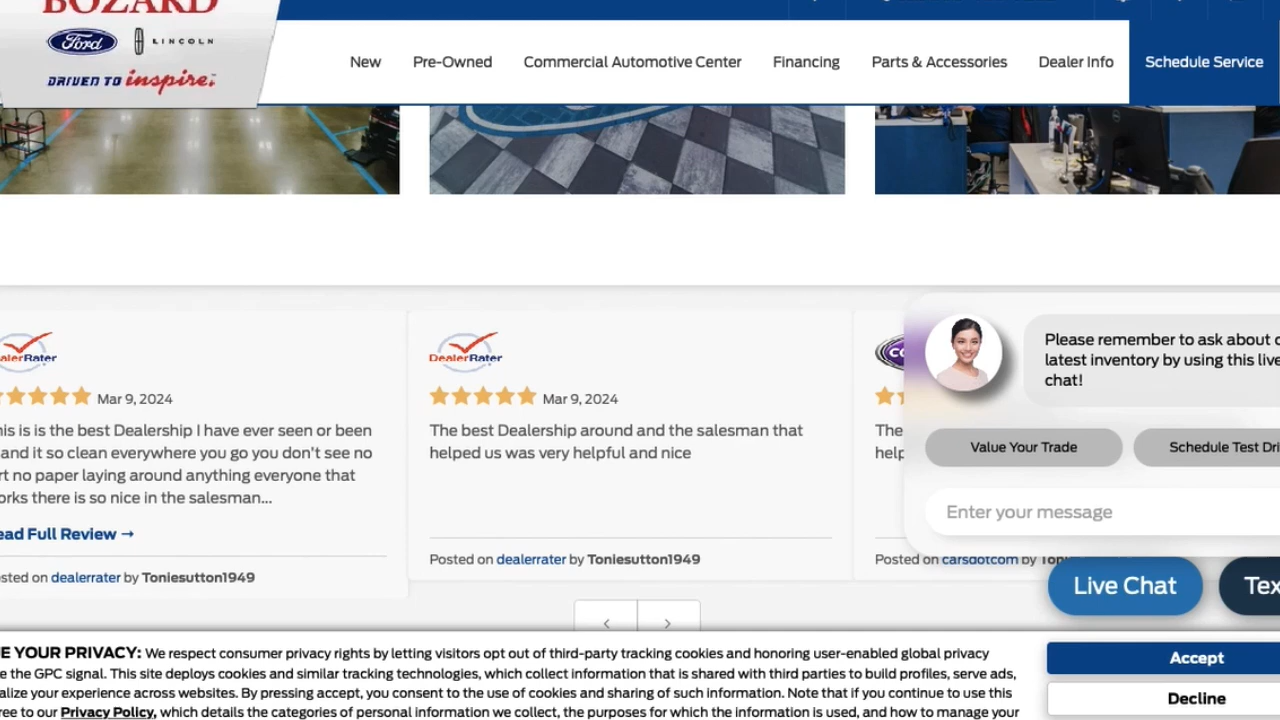 BOZARD
Ford
LINCOLN
DRIVEN TO inspire.
New
Pre-Owned
Commercial Automotive Center
Financing
Parts & Accessories
Dealer Info
Schedule Service
alerRater
Mar 9, 2024
his is is the best Dealership I have ever seen or been
and it so clean everywhere you go you don't see no
rt no paper laying around anything everyone that
orks there is so nice in the salesman...
ead Full Review →
sted on dealerrater by Toniesutton1949
DealerRater
Mar 9, 2024
The best Dealership around and the salesman that
helped us was very helpful and nice
Posted on dealerrater by Toniesutton1949
The
help
Posted on carsdotcom by
Please remember to ask about
latest inventory by using this live
chat!
Value Your Trade
Schedule Test Dri
Enter your message
Live Chat
Tex
E YOUR PRIVACY: We respect consumer privacy rights by letting visitors opt out of third-party tracking cookies and honoring user-enabled global privacy
e the GPC signal. This site deploys cookies and similar tracking technologies, which collect information that is shared with third parties to build profiles, serve ads,
alize your experience across websites. By pressing accept, you consent to the use of cookies and sharing of such information. Note that if you continue to use this
ree to our Privacy Policy, which details the categories of personal information we collect, the purposes for which the information is used, and how to manage your
Accept
Decline